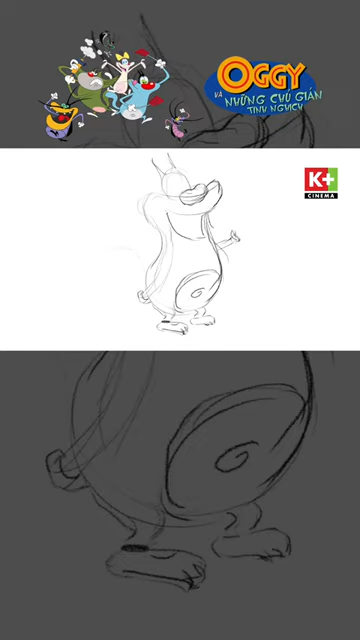 OGGY
VÀ
NHỮNG CHÚ GIÁN
TINH NGHỊCH
K+
CINEMA